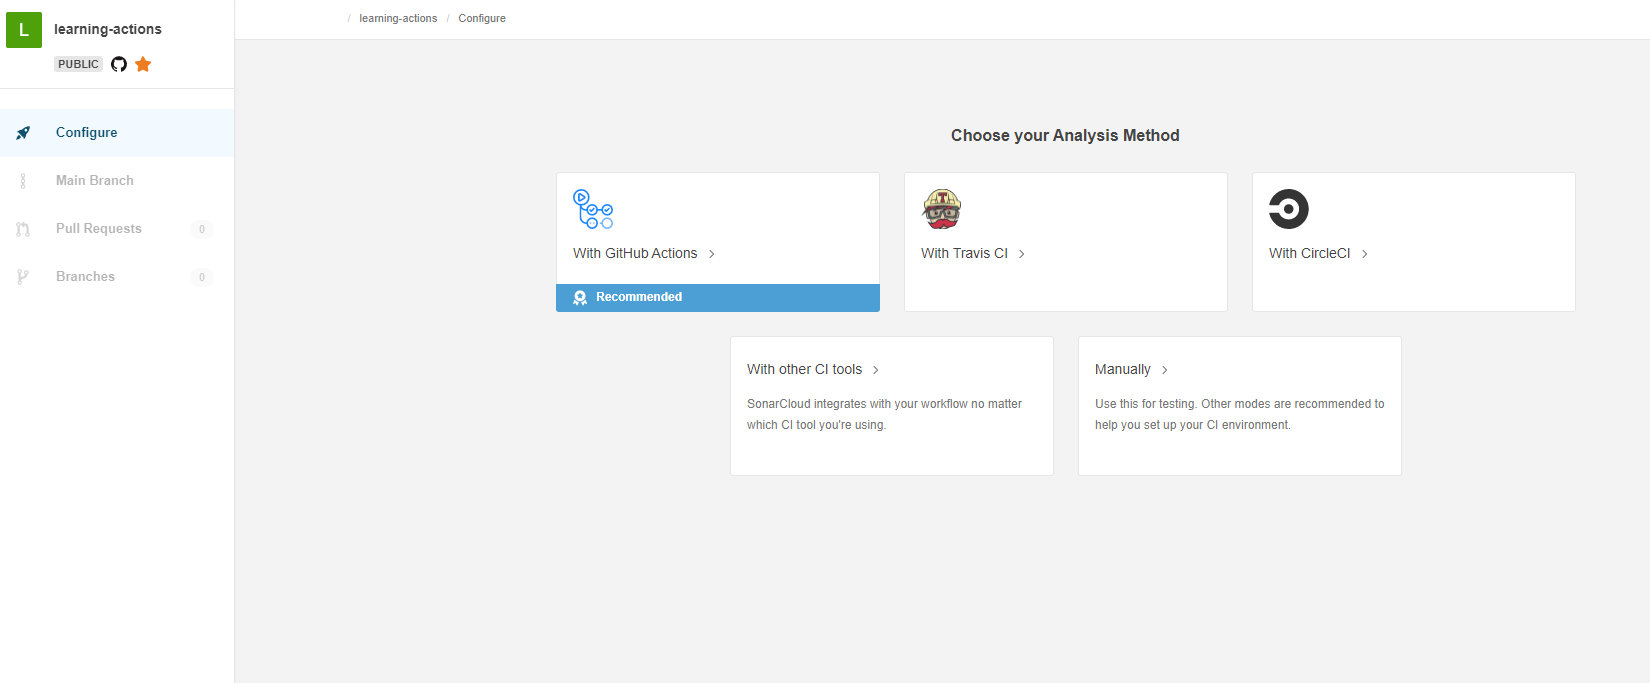 L
learning-actions
PUBLIC
/ learning-actions / Configure
Configure
Main Branch
Pull Requests 0
Branches 0
Choose your Analysis Method
With GitHub Actions
Recommended
T
With Travis CI
With CircleCI
With other CI tools
SonarCloud integrates with your workflow no matter
which CI tool you're using.
Manually
Use this for testing. Other modes are recommended to
help you set up your CI environment.